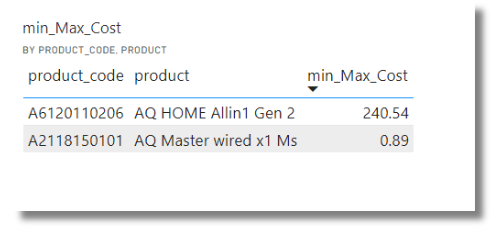 min_Max_Cost
BY PRODUCT_CODE, PRODUCT
product_code product min_Max_Cost
A6120110206 AQ HOME Allin1 Gen 2 240.54
A2118150101 AQ Master wired x1 Ms 0.89